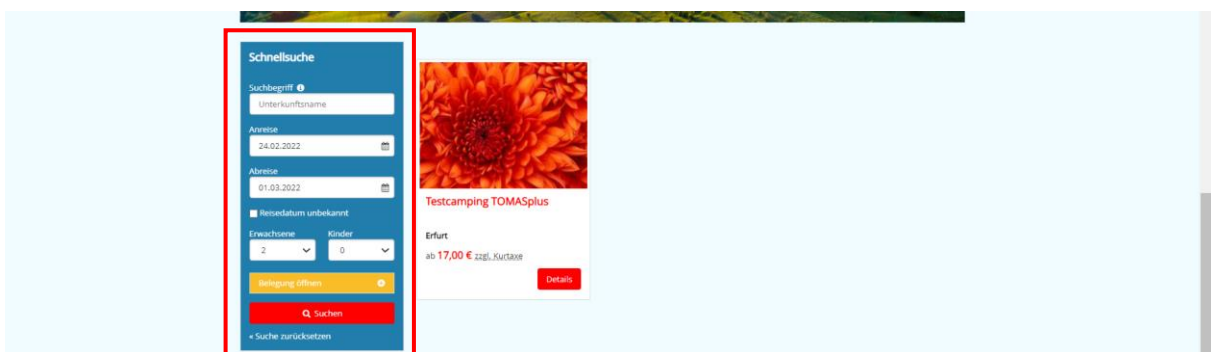 Schnellsuche
Suchbegriff
Unterkunftsname
Anreise
24.02.2022
Abreise
01.03.2022
Reisedatum unbekannt
Erwachsene Kinder
2 0
Belegung öffnen
Suchen
« Suche zurücksetzen
Testcamping TOMASplus
Erfurt
ab 17,00 € zzgl. Kurtaxe
Details